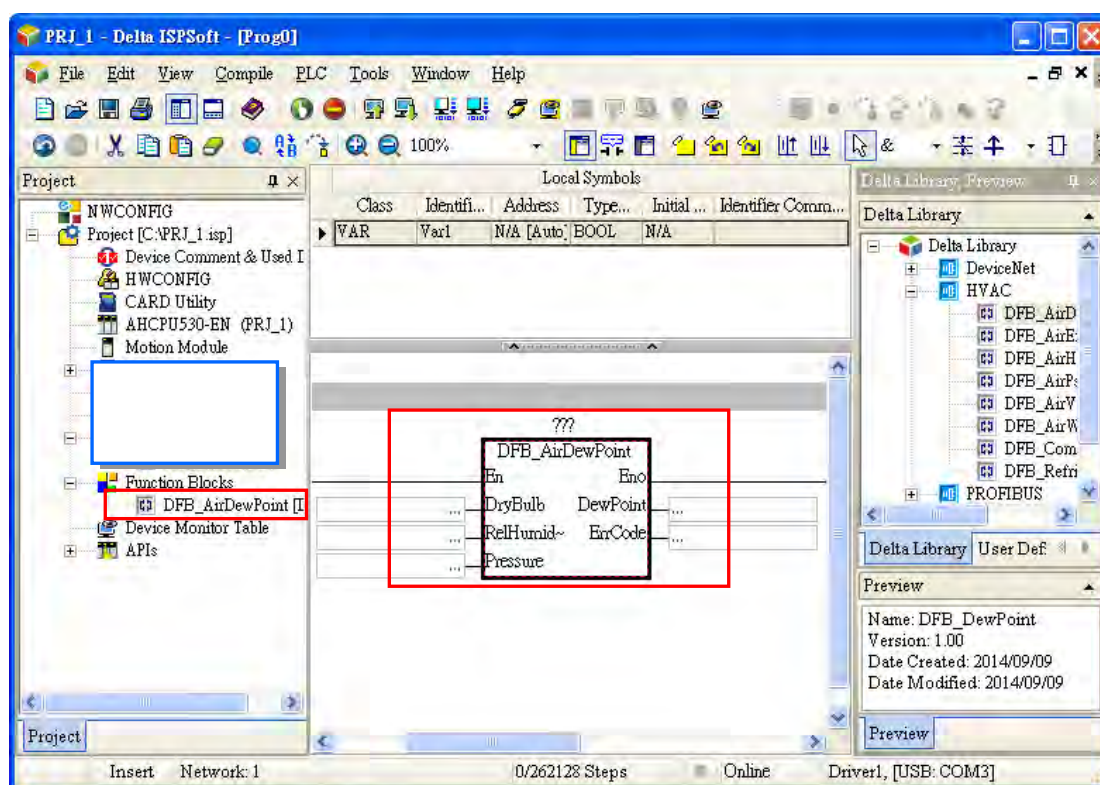 PRJ_1 - Delta ISPSoft - [Prog0]
File Edit View Compile PLC Tools Window Help
100%
Project
NWCONFIG
Project [C:\PRJ_1.isp]
Device Comment & Used I
HWCONFIG
CARD Utility
AHCPU530-EN (PRJ_1)
Motion Module
Function Blocks
DFB_AirDewPoint [I
Device Monitor Table
APIs
Project
Local Symbols
Class Identifi... Address Type... Initial ... Identifier Comm...
VAR Var1 N/A [Auto] BOOL N/A
???
DFB_AirDewPoint
En Eno
... DryBulb DewPoint ...
... RelHumid~ ErrCode ...
... Pressure
Delta Library, Preview
Delta Library
Delta Library
DeviceNet
HVAC
DFB_AirD
DFB_AirE
DFB_AirH
DFB_AirPs
DFB_AirV
DFB_AirW
DFB_Com
DFB_Refri
PROFIBUS
Delta Library User Def
Preview
Name: DFB_DewPoint
Version: 1.00
Date Created: 2014/09/09
Date Modified: 2014/09/09
Preview
Insert Network: 1 0/262128 Steps Online Driver1, [USB: COM3]